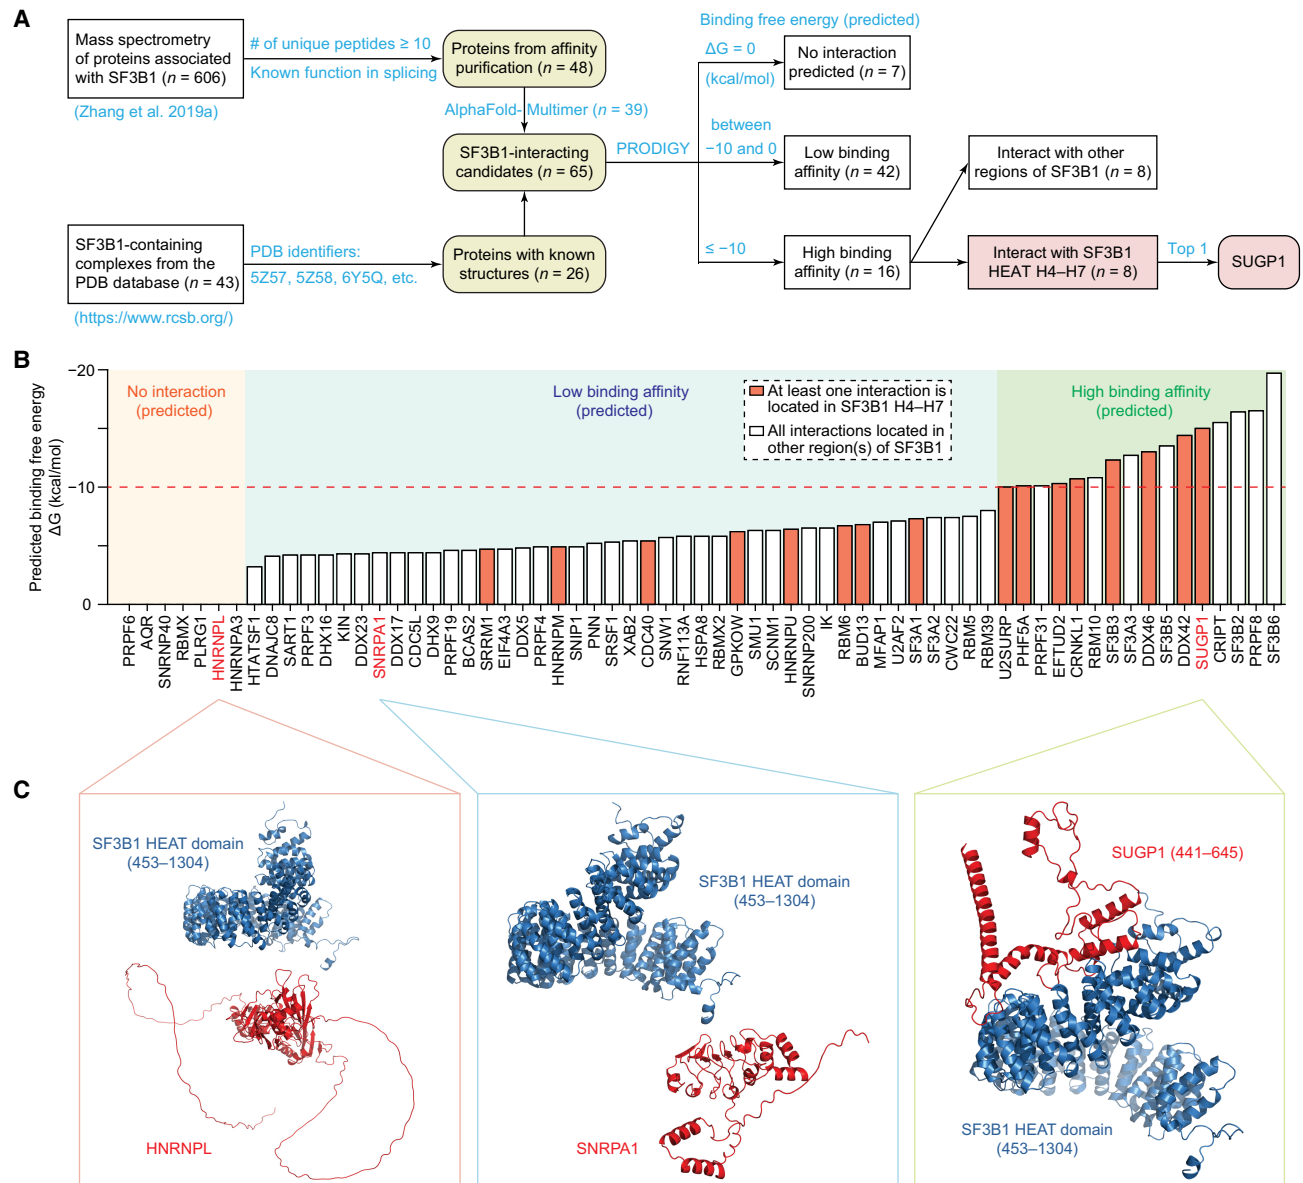 A
Mass spectrometry
of proteins associated
with SF3B1 (n = 606)
(Zhang et al. 2019a)
# of unique peptides ≥ 10
Known function in splicing
Proteins from affinity
purification (n = 48)
AlphaFold- Multimer (n = 39)
SF3B1-interacting
candidates (n = 65)
SF3B1-containing
complexes from the
PDB database (n = 43)
(https://www.rcsb.org/)
PDB identifiers:
5Z57, 5Z58, 6Y5Q, etc.
Proteins with known
structures (n = 26)
PRODIGY
Binding free energy (predicted)
ΔG = 0
(kcal/mol)
No interaction
predicted (n = 7)
between
−10 and 0
Low binding
affinity (n = 42)
≤ −10
High binding
affinity (n = 16)
Interact with other
regions of SF3B1 (n = 8)
Interact with SF3B1
HEAT H4–H7 (n = 8)
Top 1
SUGP1
B
Predicted binding free energy
ΔG (kcal/mol)
−20
−10
0
No interaction
(predicted)
Low binding affinity
(predicted)
At least one interaction is
located in SF3B1 H4–H7
All interactions located in
other region(s) of SF3B1
High binding affinity
(predicted)
PRPF6
AQR
SNRNP40
RBMX
PLRG1
HNRNPL
HNRNPA3
HTATSF1
DNAJC8
SART1
PRPF3
DHX16
KIN
DDX23
SNRPA1
DDX17
CDC5L
DHX9
PRPF19
BCAS2
SRRM1
EIF4A3
DDX5
PRPF4
HNRNPM
SNIP1
PNN
SRSF1
XAB2
CDC40
SNW1
RNF113A
HSPA8
RBMX2
GPKOW
SMU1
SCNM1
HNRNPU
SNRNP200
IK
RBM6
BUD13
MFAP1
U2AF2
SF3A1
SF3A2
CWC22
RBM5
RBM39
U2SURP
PHF5A
PRPF31
EFTUD2
CRNKL1
RBM10
SF3B3
SF3A3
DDX46
SF3B5
DDX42
SUGP1
CRIPT
SF3B2
PRPF8
SF3B6
C
SF3B1 HEAT domain
(453–1304)
HNRNPL
SF3B1 HEAT domain
(453–1304)
SNRPA1
SUGP1 (441–645)
SF3B1 HEAT domain
(453–1304)